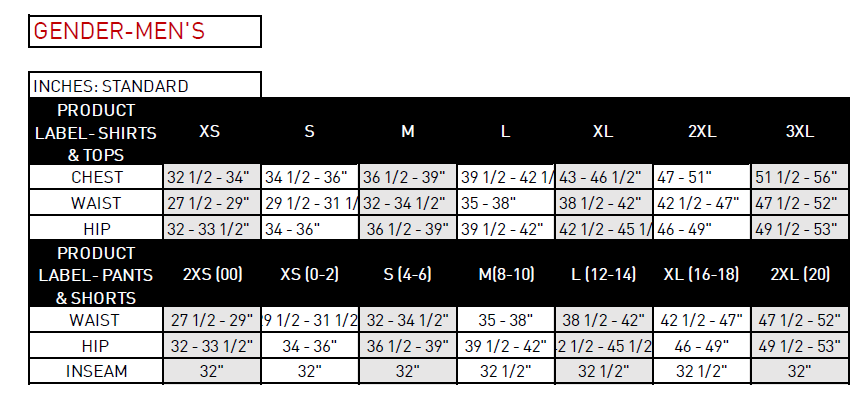 GENDER-MEN'S
INCHES: STANDARD
PRODUCT LABEL- SHIRTS & TOPS XS S M L XL 2XL 3XL
CHEST 32 1/2 - 34" 34 1/2 - 36" 36 1/2 - 39" 39 1/2 - 42 1/ 43 - 46 1/2" 47 - 51" 51 1/2 - 56"
WAIST 27 1/2 - 29" 29 1/2 - 31 1/ 32 - 34 1/2" 35 - 38" 38 1/2 - 42" 42 1/2 - 47" 47 1/2 - 52"
HIP 32 - 33 1/2" 34 - 36" 36 1/2 - 39" 39 1/2 - 42" 42 1/2 - 45 1/ 46 - 49" 49 1/2 - 53"
PRODUCT LABEL- PANTS & SHORTS 2XS (00) XS (0-2) S (4-6) M(8-10) L (12-14) XL (16-18) 2XL (20)
WAIST 27 1/2 - 29" 9 1/2 - 31 1/2 32 - 34 1/2" 35 - 38" 38 1/2 - 42" 42 1/2 - 47" 47 1/2 - 52"
HIP 32 - 33 1/2" 34 - 36" 36 1/2 - 39" 39 1/2 - 42" 2 1/2 - 45 1/2 46 - 49" 49 1/2 - 53"
INSEAM 32" 32" 32" 32 1/2" 32 1/2" 32 1/2" 32"